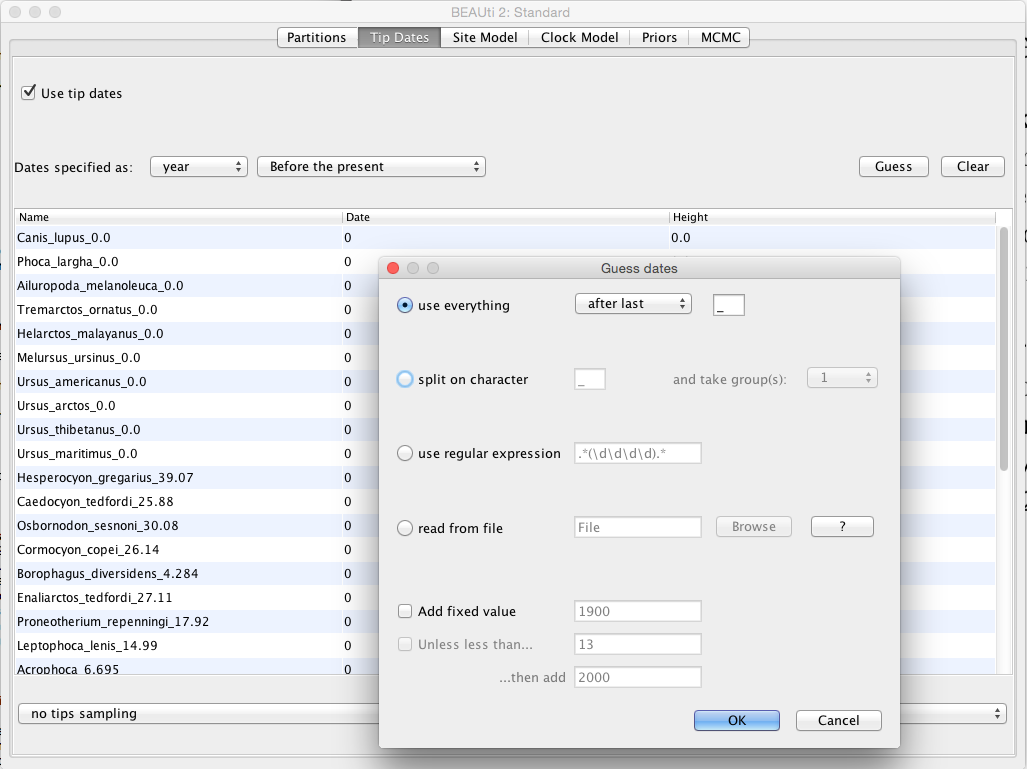 BEAUti 2: Standard
Partitions Tip Dates Site Model Clock Model Priors MCMC
Use tip dates
Dates specified as: year Before the present Guess Clear
Name Date Height
Canis_lupus_0.0 0 0.0
Phoca_largha_0.0 0
Ailuropoda_melanoleuca_0.0 0
Tremarctos_ornatus_0.0 0
Helarctos_malayanus_0.0 0
Melursus_ursinus_0.0 0
Ursus_americanus_0.0 0
Ursus_arctos_0.0 0
Ursus_thibetanus_0.0 0
Ursus_maritimus_0.0 0
Hesperocyon_gregarius_39.07 0
Caedocyon_tedfordi_25.88 0
Osbornodon_sesnoni_30.08 0
Cormocyon_copei_26.14 0
Borophagus_diversidens_4.284 0
Enaliarctos_tedfordi_27.11 0
Proneotherium_repenningi_17.92 0
Leptophoca_lenis_14.99 0
Acrophoca_6.695 0
no tips sampling
Guess dates
use everything after last _
split on character _ and take group(s): 1
use regular expression .*(\d\d\d\d).*
read from file File Browse ?
Add fixed value 1900
Unless less than... 13
...then add 2000
OK Cancel